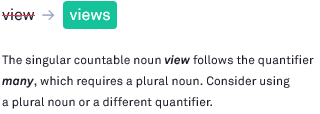 view → views
The singular countable noun view follows the quantifier
many, which requires a plural noun. Consider using
a plural noun or a different quantifier.